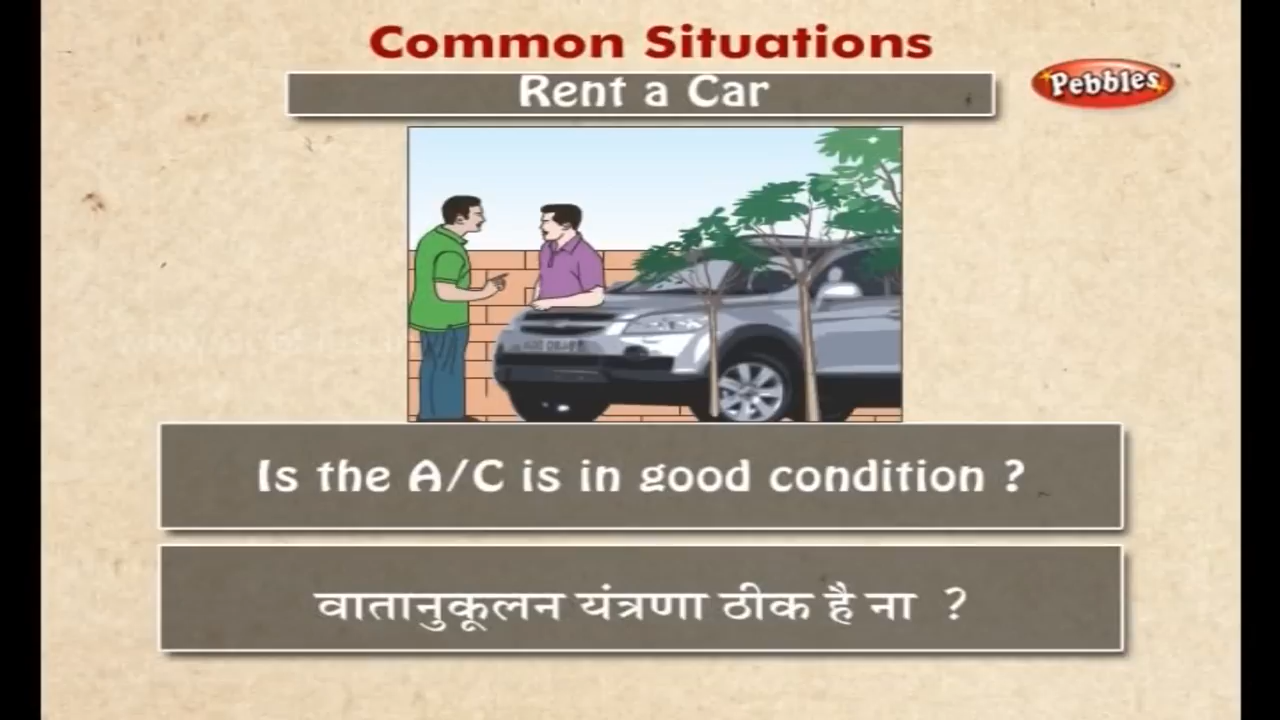 Common Situations
Rent a Car
Pebbles
Is the A/C is in good condition ?
वातानुकूलन यंत्रणा ठीक है ना ?